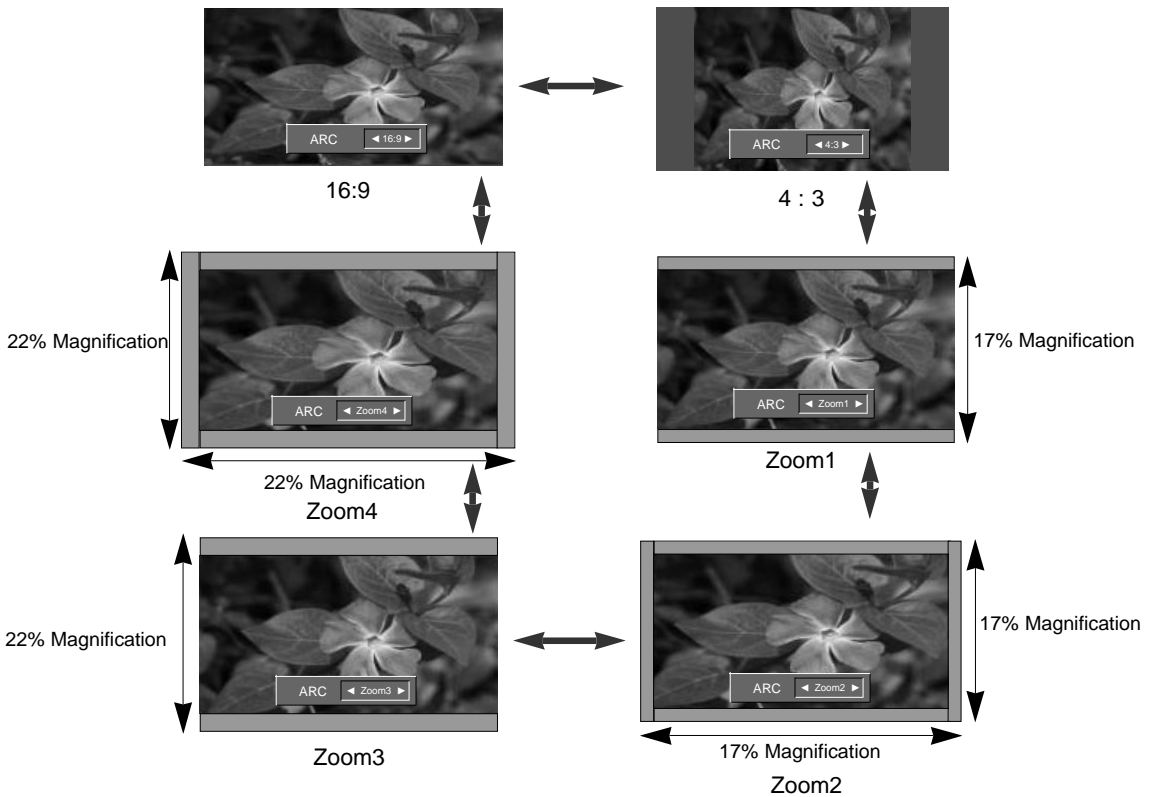 ARC ◄ 16:9 ►
16:9
ARC ◄ 4:3 ►
4 : 3
22% Magnification
ARC ◄ Zoom4 ►
22% Magnification
Zoom4
ARC ◄ Zoom1 ►
17% Magnification
Zoom1
22% Magnification
ARC ◄ Zoom3 ►
Zoom3
ARC ◄ Zoom2 ►
17% Magnification
17% Magnification
Zoom2